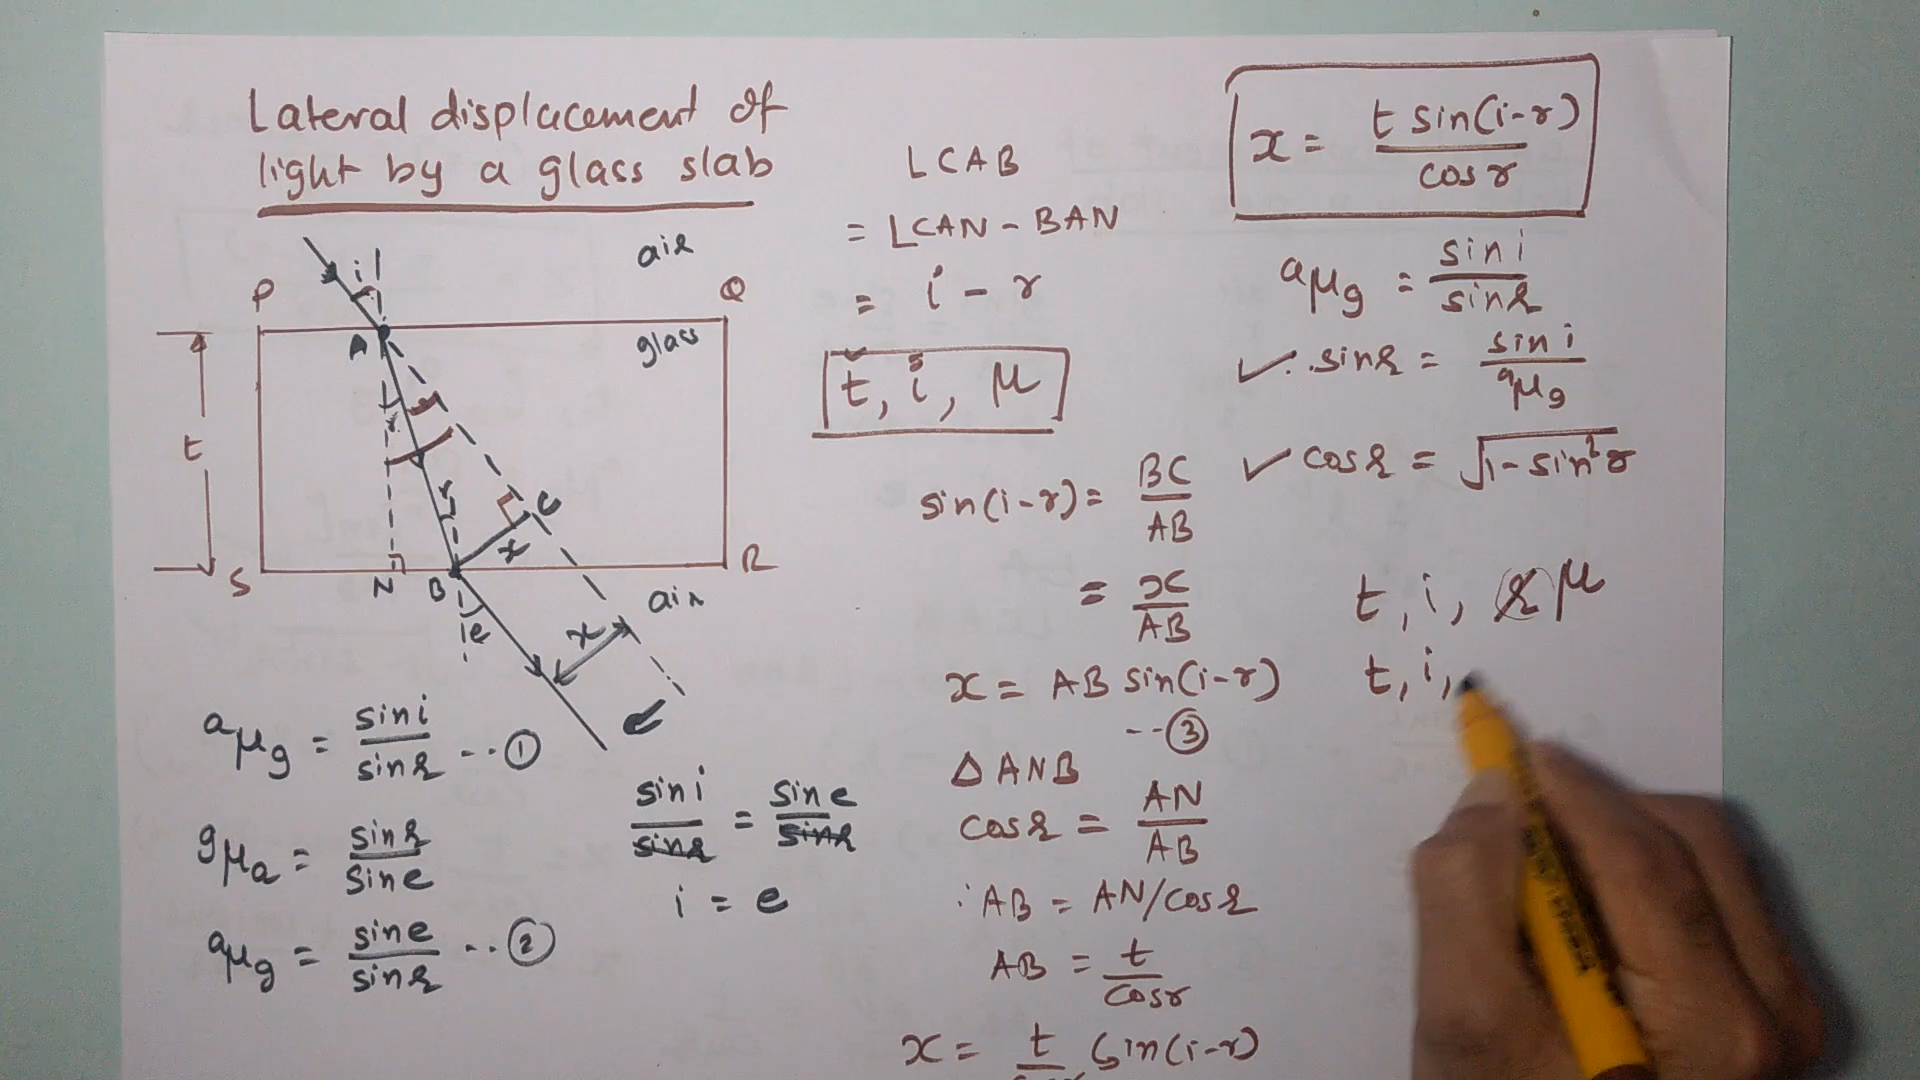 Lateral displacement of
light by a glass slab
air
i
P
Q
A
glass
t
r
r
C
x
S
N
B
R
air
e
x
aμg = sin i / sin r --①
gμa = sin r / sin e
aμg = sin e / sin r --②
sin i / sin r = sin e / sin r
i = e
∟CAB
= ∟CAN - BAN
= i - r
t, i, μ
sin(i-r) = BC / AB
= x / AB
x = AB sin(i-r)
--③
Δ ANB
cos r = AN / AB
∴ AB = AN/cos r
AB = t / cos r
x = t / sin(i-r)
x = t sin(i-r) / cos r
aμg = sin i / sin r
✓ ∴ sin r = sin i / aμg
✓ cos r = √1 - sin²r
t, i, r μ
t, i,